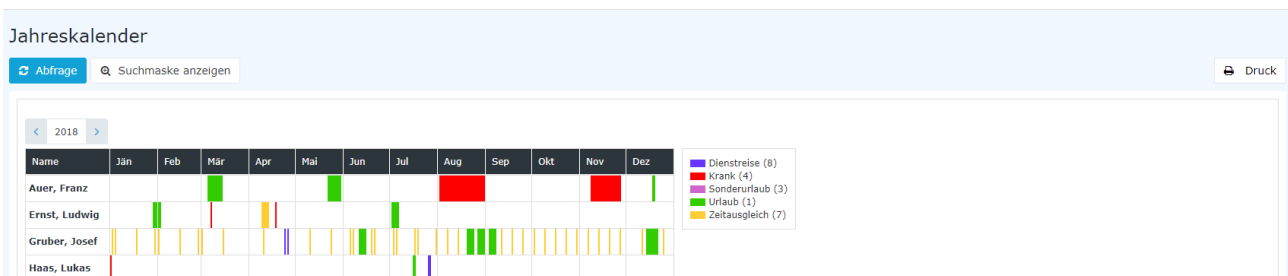 Jahreskalender
Abfrage Suchmaske anzeigen Druck
2018
Name Jän Feb Mär Apr Mai Jun Jul Aug Sep Okt Nov Dez
Auer, Franz
Ernst, Ludwig
Gruber, Josef
Haas, Lukas
Dienstreise (8)
Krank (4)
Sonderurlaub (3)
Urlaub (1)
Zeitausgleich (7)